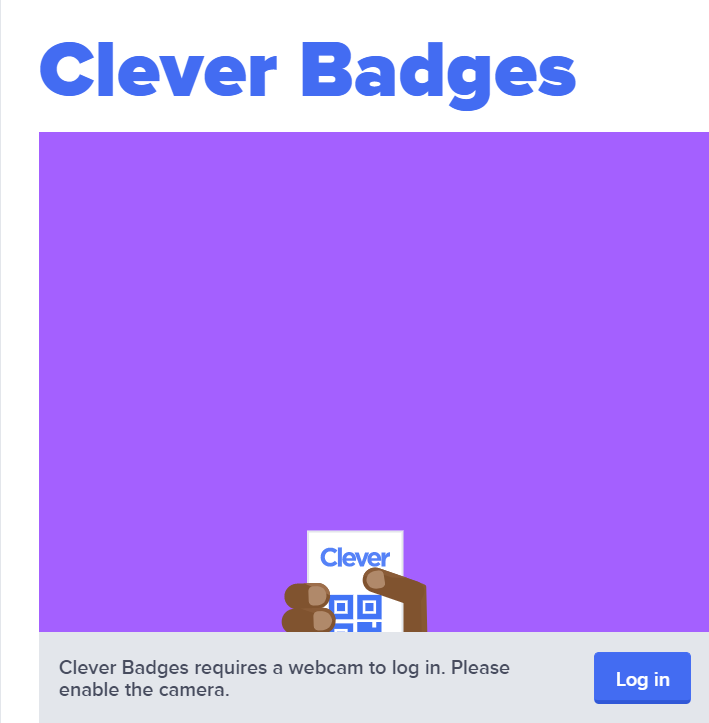 Clever Badges
Clever
Clever Badges requires a webcam to log in. Please
enable the camera.
Log in